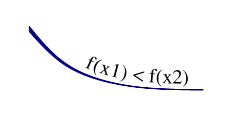 f(x1) < f(x2)